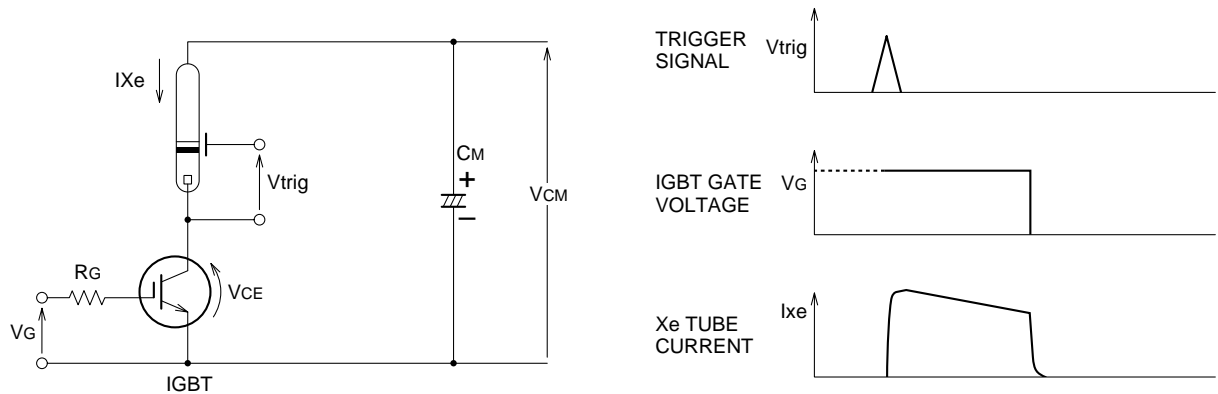 IXe
Vtrig
CM
+
−
VCM
RG
VCE
VG
IGBT
TRIGGER
SIGNAL
Vtrig
IGBT GATE
VOLTAGE
VG
Xe TUBE
CURRENT
Ixe